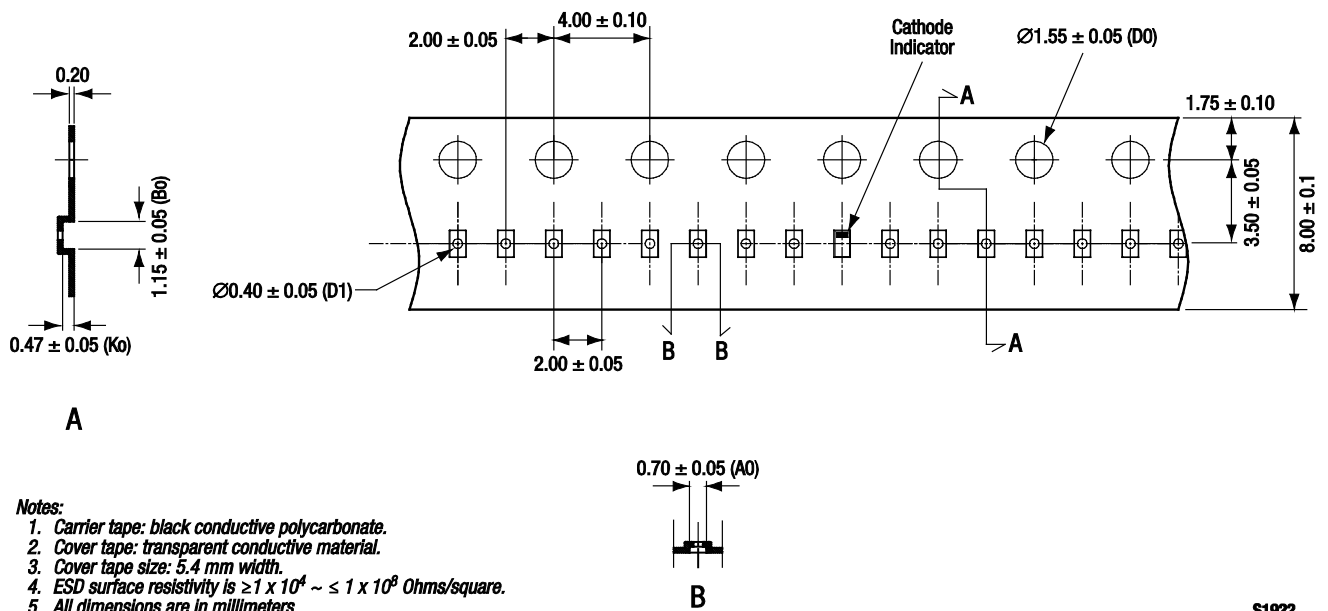 4.00 ± 0.10
2.00 ± 0.05
Cathode
Indicator
Ø1.55 ± 0.05 (D0)
0.20
A
1.75 ± 0.10
1.15 ± 0.05 (Bo)
3.50 ± 0.05
8.00 ± 0.1
Ø0.40 ± 0.05 (D1)
0.47 ± 0.05 (Ko)
B B
A
2.00 ± 0.05
A
0.70 ± 0.05 (A0)
B
Notes:
1. Carrier tape: black conductive polycarbonate.
2. Cover tape: transparent conductive material.
3. Cover tape size: 5.4 mm width.
4. ESD surface resistivity is ≥1 x 10⁴ ~ ≤ 1 x 10⁸ Ohms/square.
5. All dimensions are in millimeters
S1922